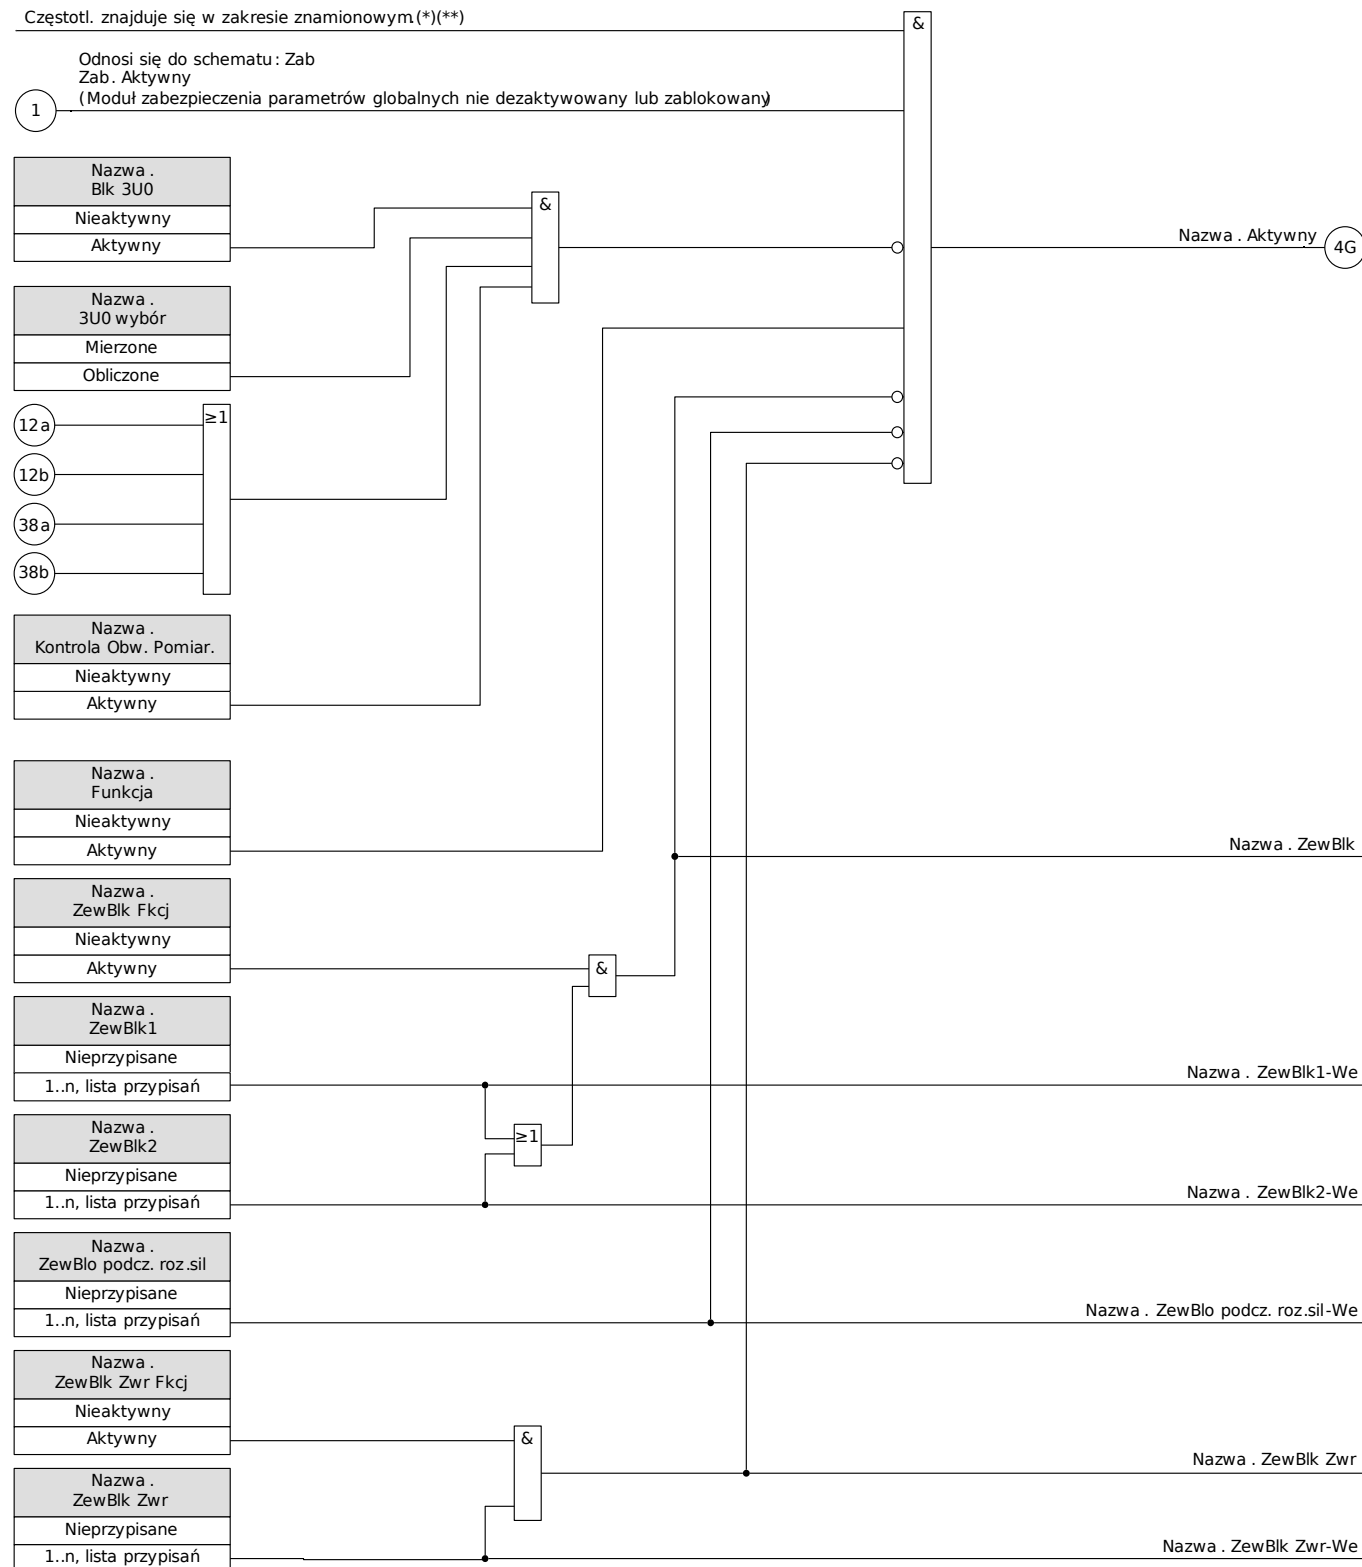 Częstotl. znajduje się w zakresie znamionowym.(*)(**)
&
Odnosi się do schematu: Zab
Zab. Aktywny
(Moduł zabezpieczenia parametrów globalnych nie dezaktywowany lub zablokowany)
1
Nazwa .
Blk 3U0
Nieaktywny
Aktywny
&
Nazwa . Aktywny
4G
Nazwa .
3U0 wybór
Mierzone
Obliczone
12a
12b
38a
38b
≥1
Nazwa .
Kontrola Obw. Pomiar.
Nieaktywny
Aktywny
Nazwa .
Funkcja
Nieaktywny
Aktywny
Nazwa . ZewBlk
Nazwa .
ZewBlk Fkcj
Nieaktywny
Aktywny
&
Nazwa .
ZewBlk1
Nieprzypisane
1..n, lista przypisań
Nazwa . ZewBlk1-We
≥1
Nazwa .
ZewBlk2
Nieprzypisane
1..n, lista przypisań
Nazwa . ZewBlk2-We
Nazwa .
ZewBlo podcz. roz.sil
Nieprzypisane
1..n, lista przypisań
Nazwa . ZewBlo podcz. roz.sil-We
Nazwa .
ZewBlk Zwr Fkcj
Nieaktywny
Aktywny
&
Nazwa . ZewBlk Zwr
Nazwa .
ZewBlk Zwr
Nieprzypisane
1..n, lista przypisań
Nazwa . ZewBlk Zwr-We